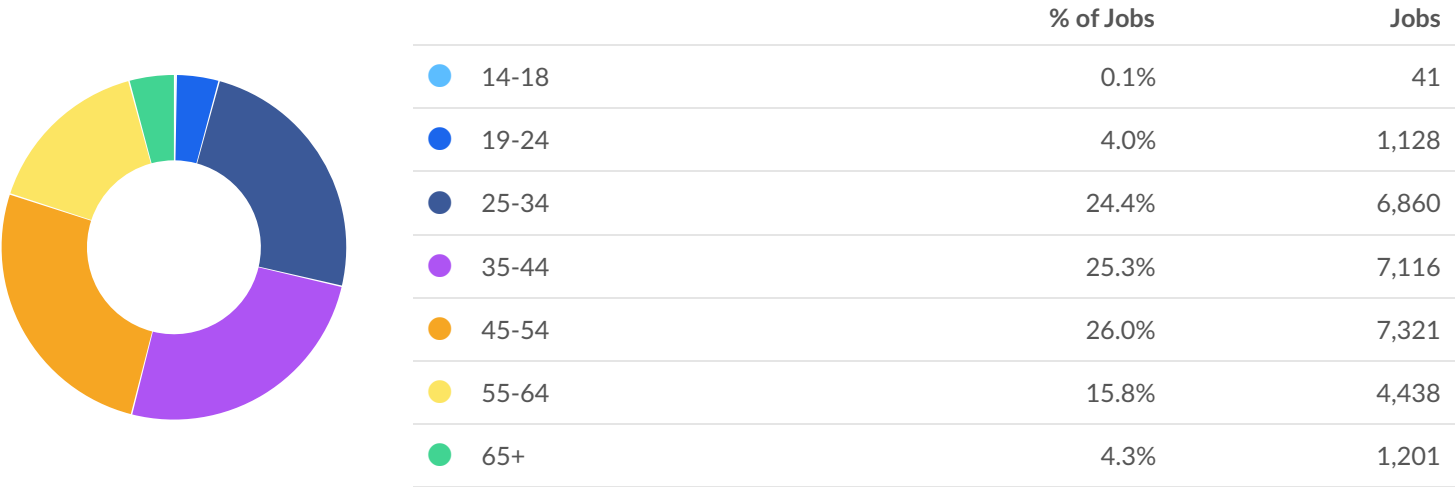 % of Jobs Jobs
14-18 0.1% 41
19-24 4.0% 1,128
25-34 24.4% 6,860
35-44 25.3% 7,116
45-54 26.0% 7,321
55-64 15.8% 4,438
65+ 4.3% 1,201